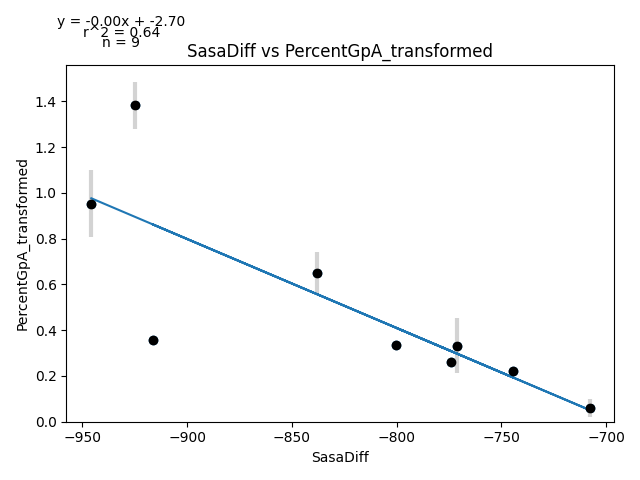 y = -0.00x + -2.70
r^2 = 0.64
n = 9
SasaDiff vs PercentGpA_transformed
PercentGpA_transformed
1.4
1.2
1.0
0.8
0.6
0.4
0.2
0.0
−950
−900
−850
−800
−750
−700
SasaDiff